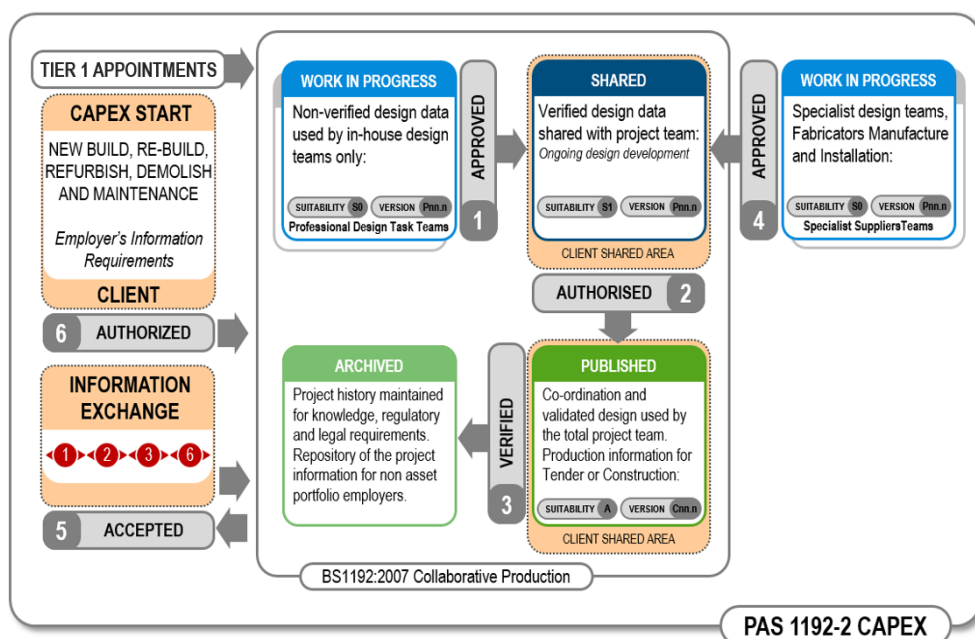 TIER 1 APPOINTMENTS
CAPEX START
NEW BUILD, RE-BUILD,
REFURBISH, DEMOLISH
AND MAINTENANCE
Employer's Information
Requirements
CLIENT
6 AUTHORIZED
INFORMATION
EXCHANGE
1 2 3 6
5 ACCEPTED
WORK IN PROGRESS
Non-verified design data
used by in-house design
teams only:
SUITABILITY S0 VERSION Pnn.n
Professional Design Task Teams
APPROVED
1
SHARED
Verified design data
shared with project team:
Ongoing design development
SUITABILITY S1 VERSION Pnn.n
CLIENT SHARED AREA
APPROVED
4
WORK IN PROGRESS
Specialist design teams,
Fabricators Manufacture
and Installation:
SUITABILITY S0 VERSION Pnn.n
Specialist SuppliersTeams
AUTHORISED 2
ARCHIVED
Project history maintained
for knowledge, regulatory
and legal requirements.
Repository of the project
information for non asset
portfolio employers.
VERIFIED
3
PUBLISHED
Co-ordination and
validated design used by
the total project team.
Production information for
Tender or Construction:
SUITABILITY A VERSION Cnn.n
CLIENT SHARED AREA
BS1192:2007 Collaborative Production
PAS 1192-2 CAPEX